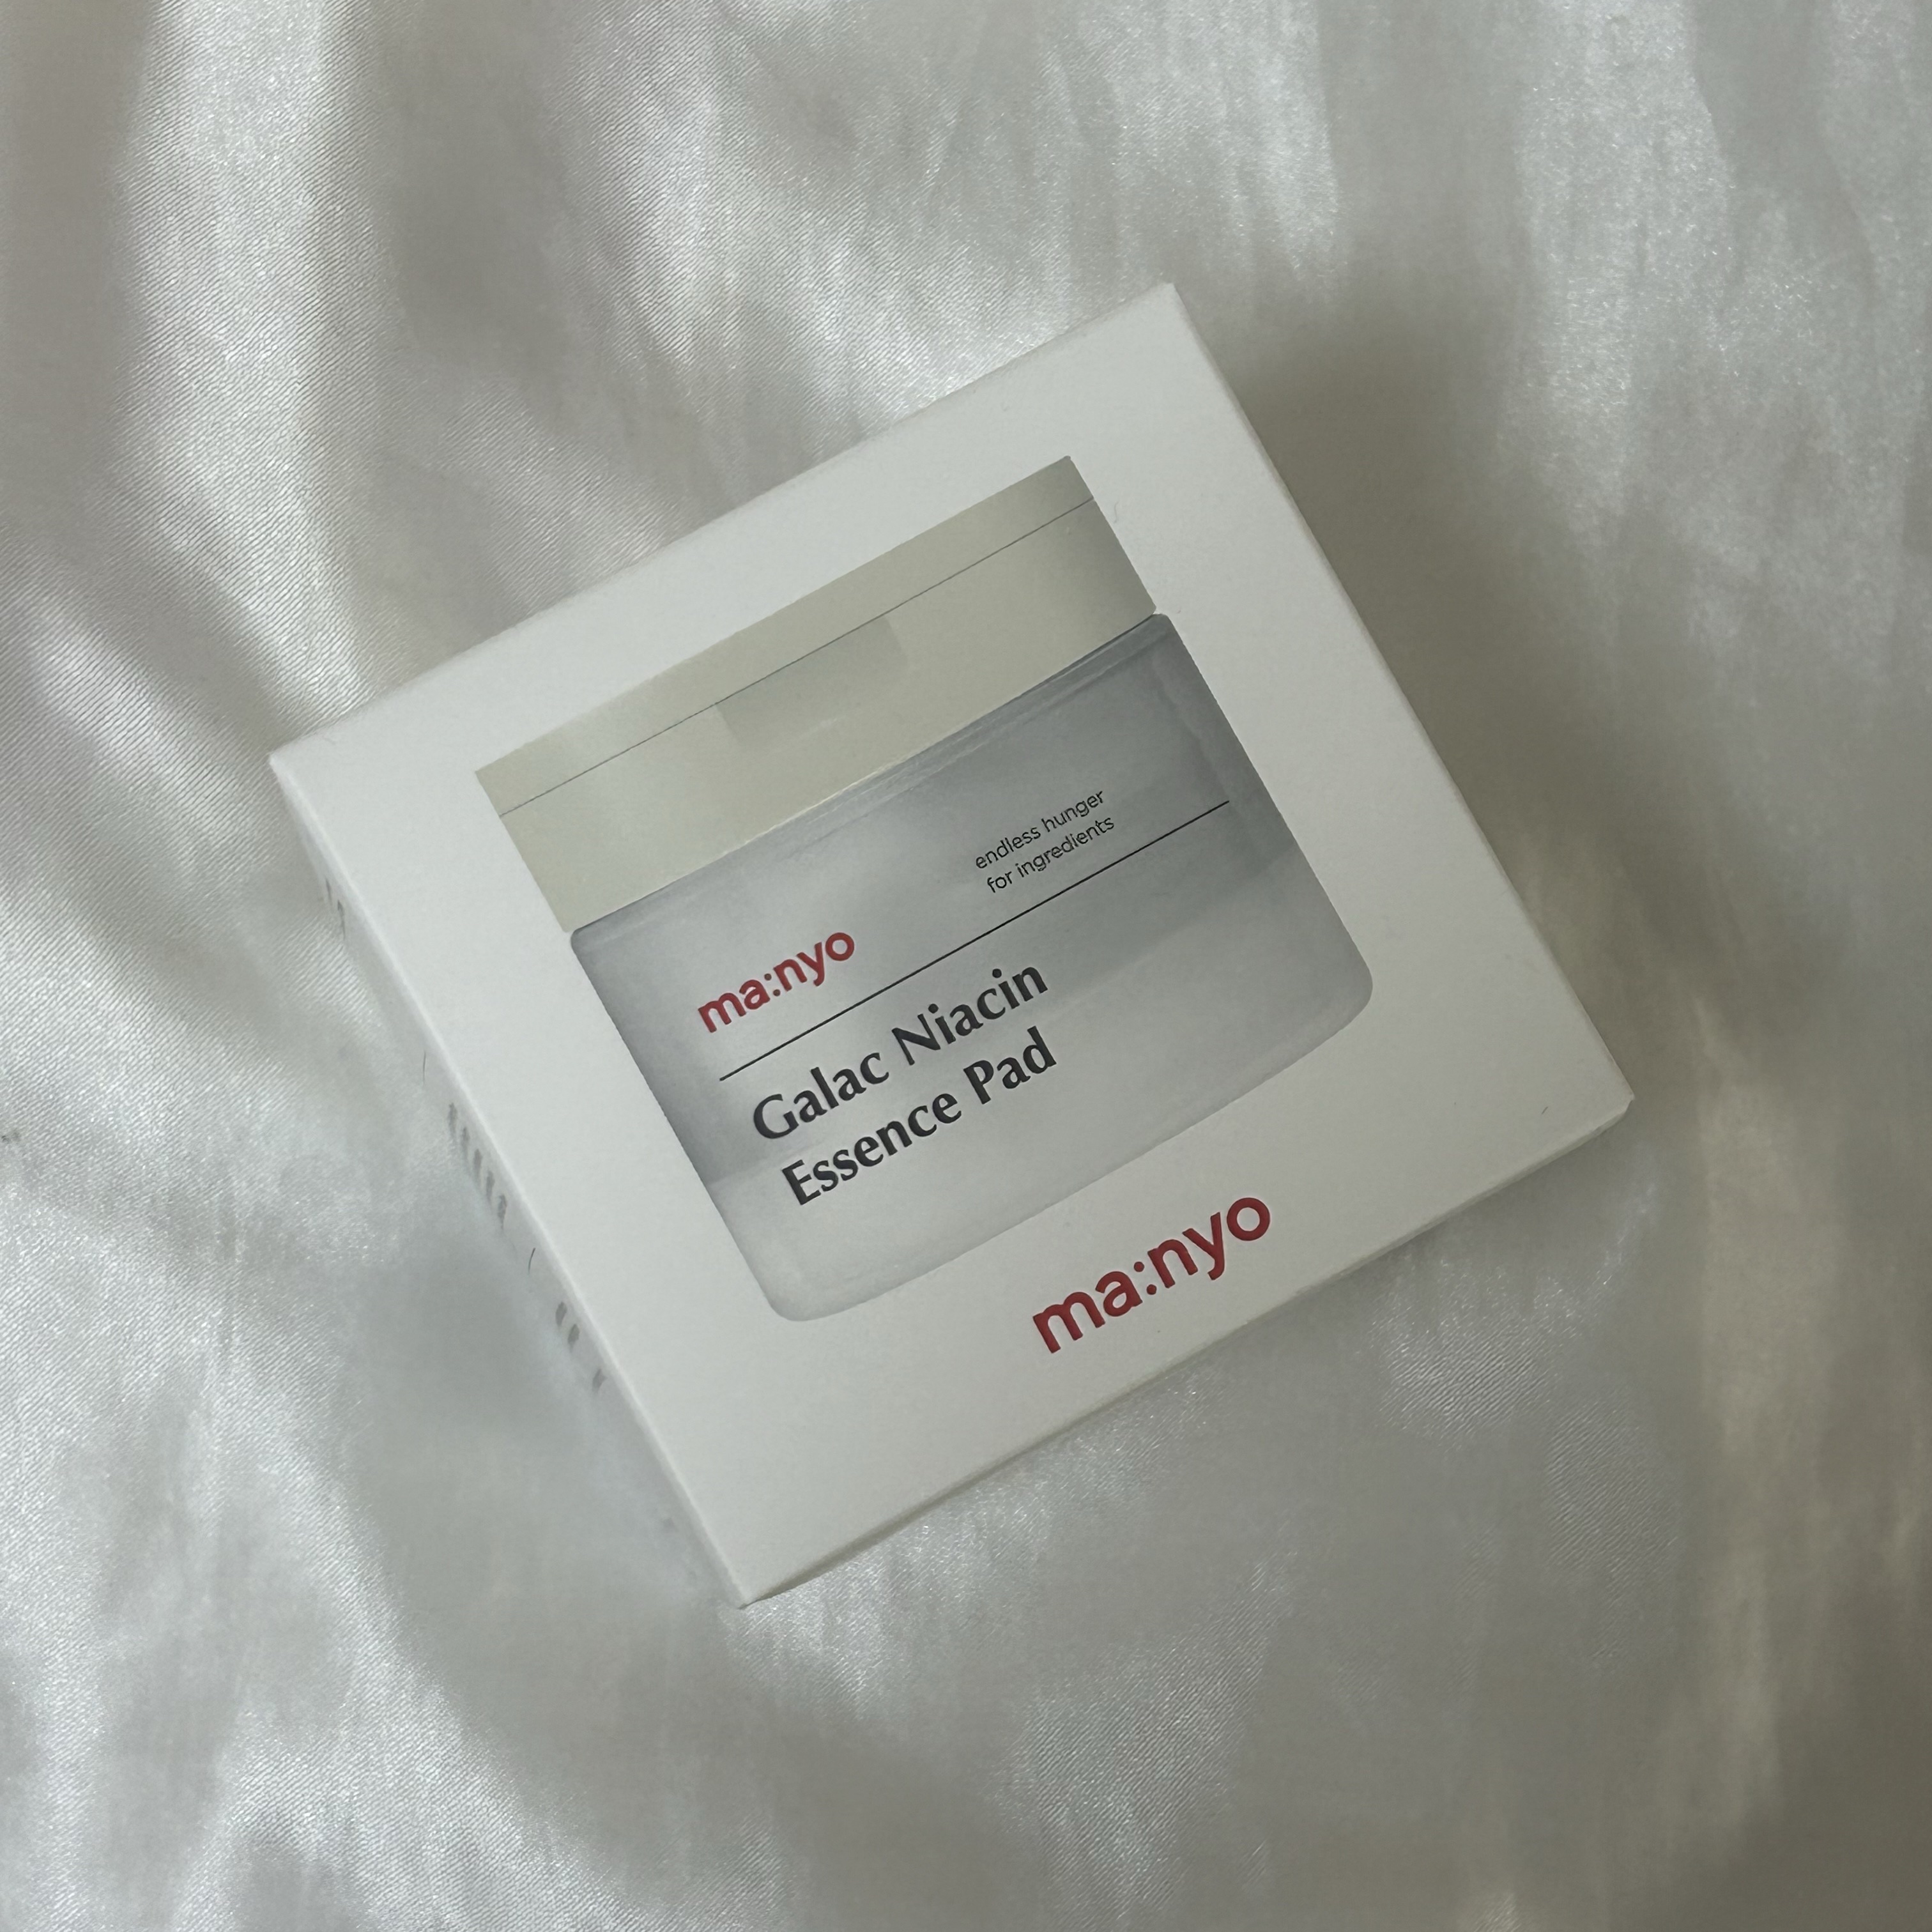 endless hunger
for ingredients
ma:nyo
Galac Niacin
Essence Pad
ma:nyo